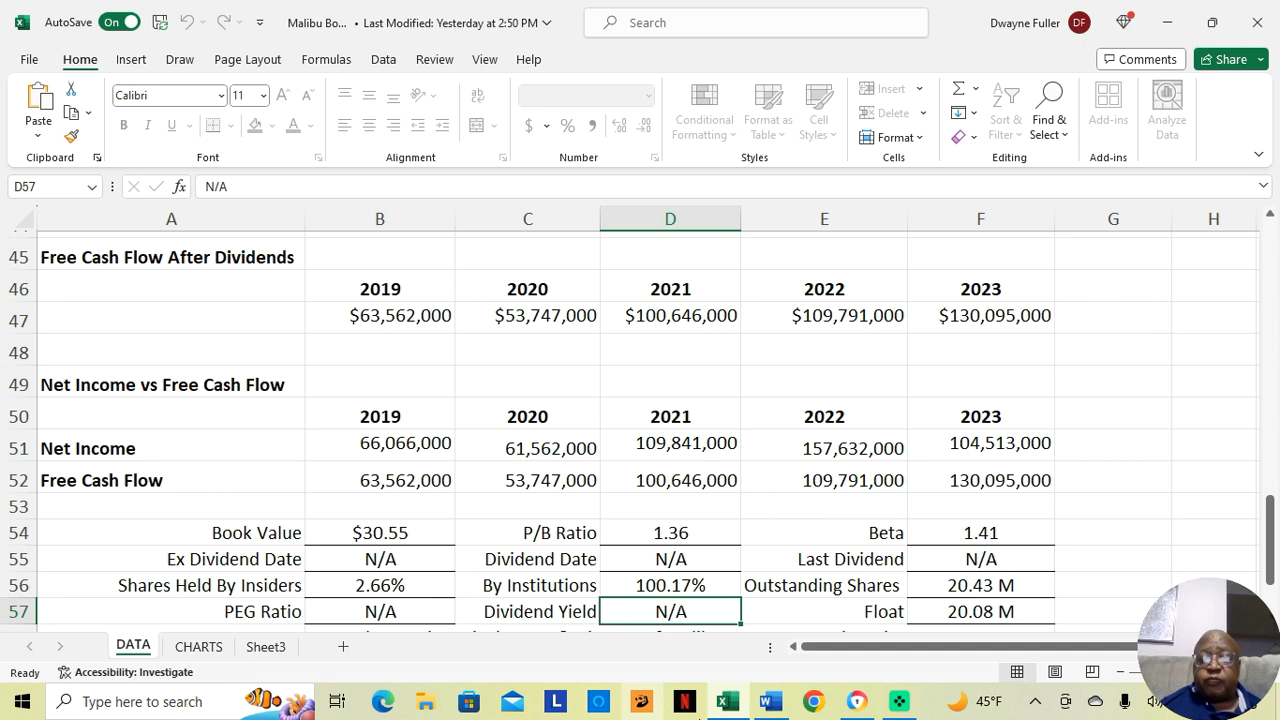 AutoSave On Malibu Bo... • Last Modified: Yesterday at 2:50 PM Search Dwayne Fuller DF
File Home Insert Draw Page Layout Formulas Data Review View Help Comments Share
Paste Calibri 11 Conditional Formatting Format as Table Cell Styles Insert Delete Format Sort & Filter Find & Select Add-ins Analyze Data
Clipboard Font Alignment Number Styles Cells Editing Add-ins
D57 fx N/A
A B C D E F G H
45 Free Cash Flow After Dividends
46 2019 2020 2021 2022 2023
47 $63,562,000 $53,747,000 $100,646,000 $109,791,000 $130,095,000
48
49 Net Income vs Free Cash Flow
50 2019 2020 2021 2022 2023
51 Net Income 66,066,000 61,562,000 109,841,000 157,632,000 104,513,000
52 Free Cash Flow 63,562,000 53,747,000 100,646,000 109,791,000 130,095,000
53
54 Book Value $30.55 P/B Ratio 1.36 Beta 1.41
55 Ex Dividend Date N/A Dividend Date N/A Last Dividend N/A
56 Shares Held By Insiders 2.66% By Institutions 100.17% Outstanding Shares 20.43 M
57 PEG Ratio N/A Dividend Yield N/A Float 20.08 M
DATA CHARTS Sheet3
Ready Accessibility: Investigate
Type here to search 45°F